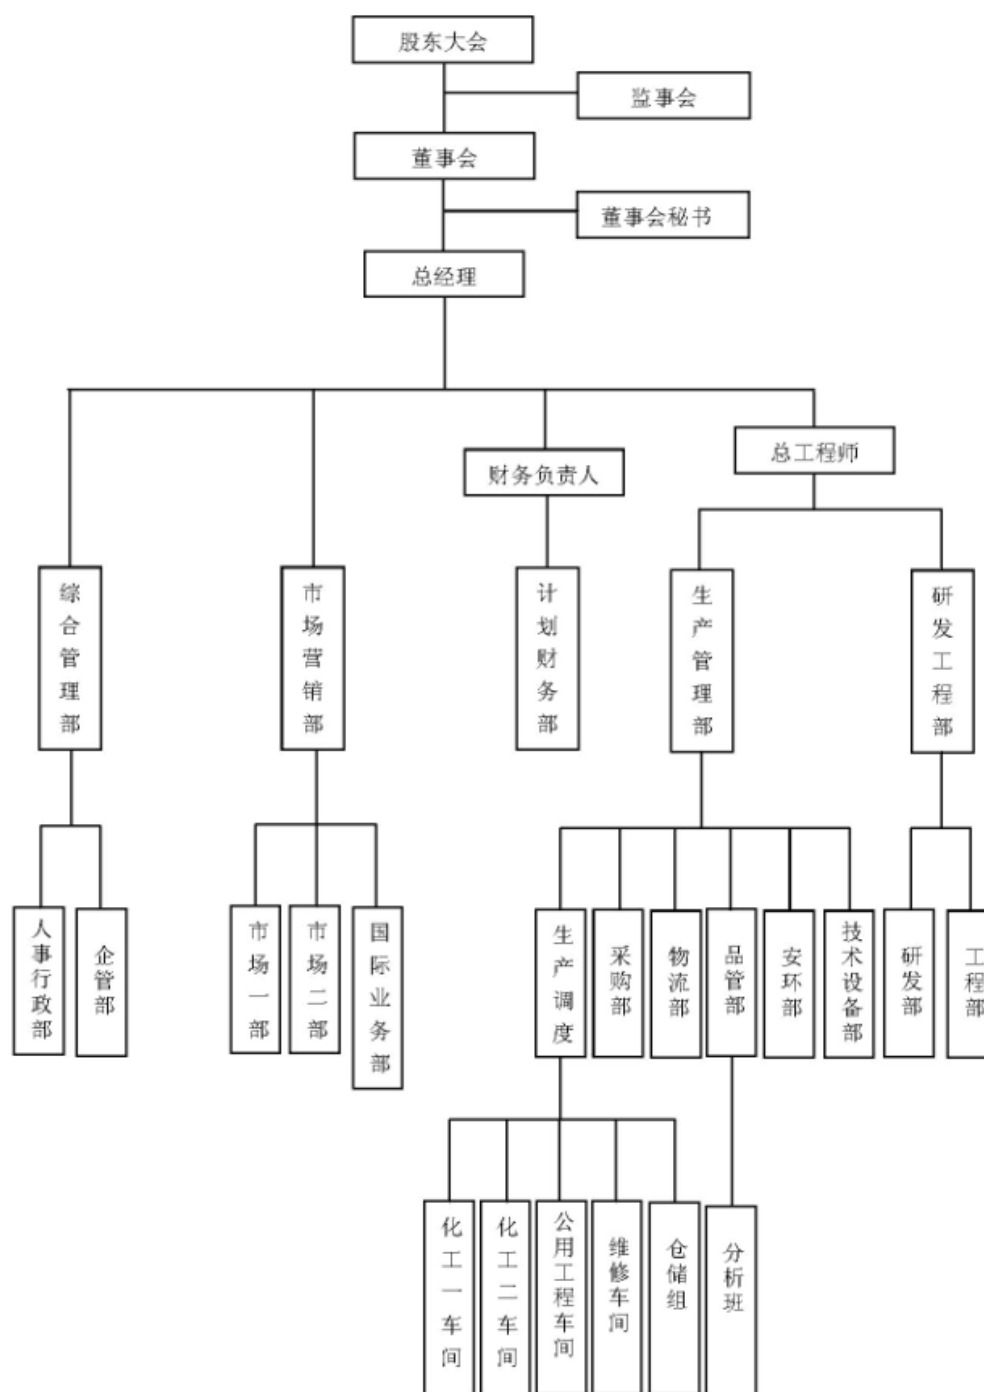 股东大会
监事会
董事会
董事会秘书
总经理
总工程师
财务负责人
综合管理部
市场营销部
计划财务部
生产管理部
研发工程部
人事行政部
企管部
市场一部
市场二部
国际业务部
生产调度
采购部
物流部
品管部
安环部
技术设备部
研发部
工程部
化工一车间
化工二车间
公用工程车间
维修车间
仓储组
分析班